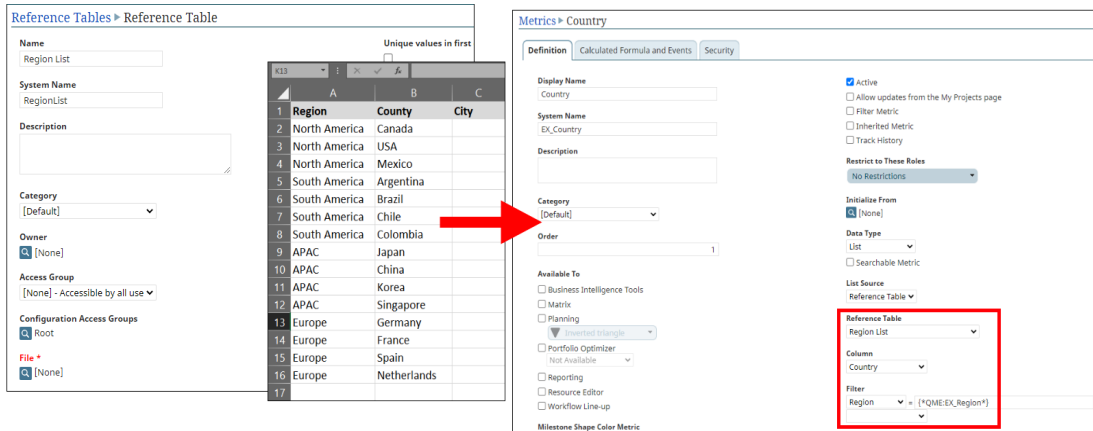 Reference Tables ▶ Reference Table
Name
Region List
Unique values in first
System Name
RegionList
Description
Category
[Default]
Owner
[None]
Access Group
[None] - Accessible by all use
Configuration Access Groups
Root
File *
[None]
K13
fx
A B C
1 Region County City
2 North America Canada
3 North America USA
4 North America Mexico
5 South America Argentina
6 South America Brazil
7 South America Chile
8 South America Colombia
9 APAC Japan
10 APAC China
11 APAC Korea
12 APAC Singapore
13 Europe Germany
14 Europe France
15 Europe Spain
16 Europe Netherlands
17
Metrics ▶ Country
Definition Calculated Formula and Events Security
Display Name
Country
System Name
EX_Country
Description
Category
[Default]
Order
1
Available To
Business Intelligence Tools
Matrix
Planning
Inverted triangle
Portfolio Optimizer
Not Available
Reporting
Resource Editor
Workflow Line-up
Milestone Shape Color Metric
Active
Allow updates from the My Projects page
Filter Metric
Inherited Metric
Track History
Restrict to These Roles
No Restrictions
Initialize From
[None]
Data Type
List
Searchable Metric
List Source
Reference Table
Reference Table
Region List
Column
Country
Filter
Region = {*QME:EX_Region*}